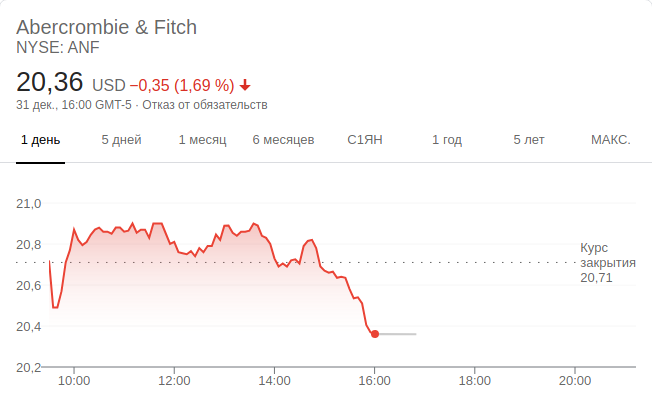 Abercrombie & Fitch
NYSE: ANF
20,36 USD −0,35 (1,69 %)
31 дек., 16:00 GMT-5 · Отказ от обязательств
1 день 5 дней 1 месяц 6 месяцев С1ЯН 1 год 5 лет МАКС.
21,0
20,8
20,6
20,4
20,2
Курс
закрытия
20,71
10:00 12:00 14:00 16:00 18:00 20:00